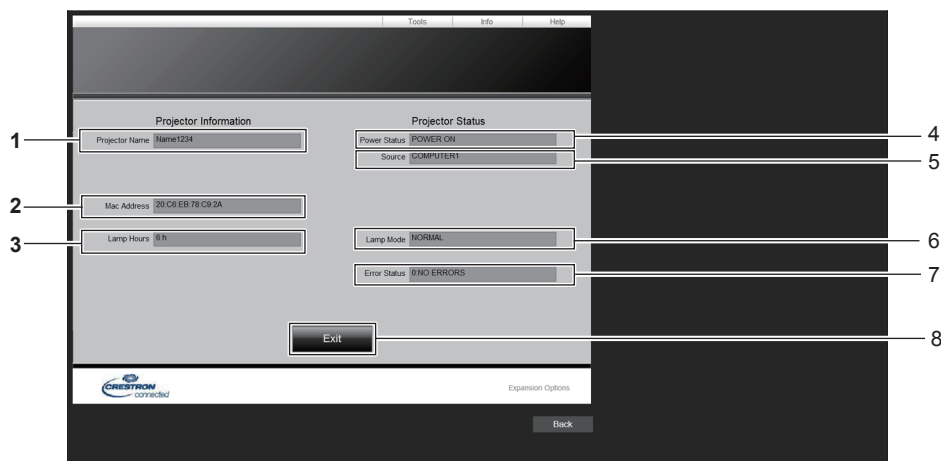 Tools Info Help
Projector Information
Projector Status
1 Projector Name Name1234
Power Status POWER ON 4
Source COMPUTER1 5
2 Mac Address 20:C6:EB:78:C9:2A
3 Lamp Hours 6 h
Lamp Mode NORMAL 6
Error Status 0:NO ERRORS 7
Exit 8
CRESTRON
connected
Expansion Options
Back